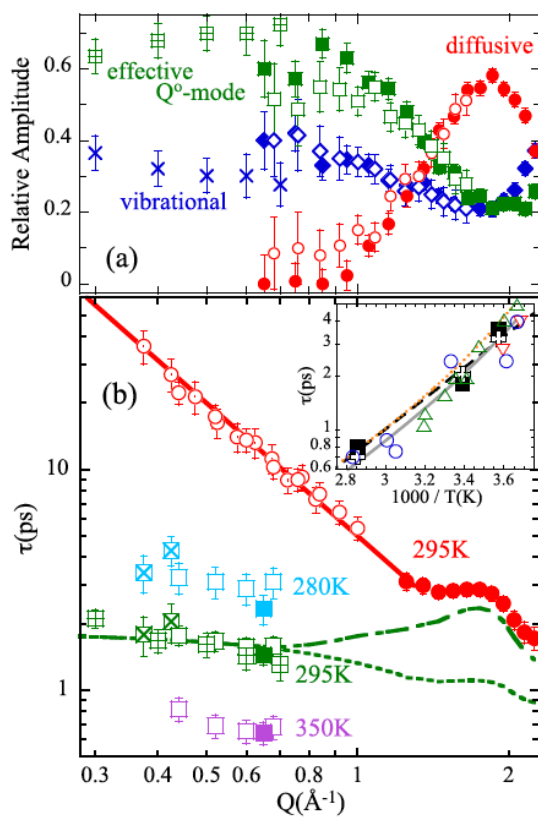 0.6
0.4
0.2
0
Relative Amplitude
effective
Q⁰-mode
diffusive
vibrational
(a)
(b)
10
1
τ(ps)
295K
280K
295K
350K
4
3
2
1
0.8
0.6
τ(ps)
2.8 3 3.2 3.4 3.6
1000 / T(K)
0.3 0.4 0.5 0.6 0.8 1 2
Q(Å⁻¹)